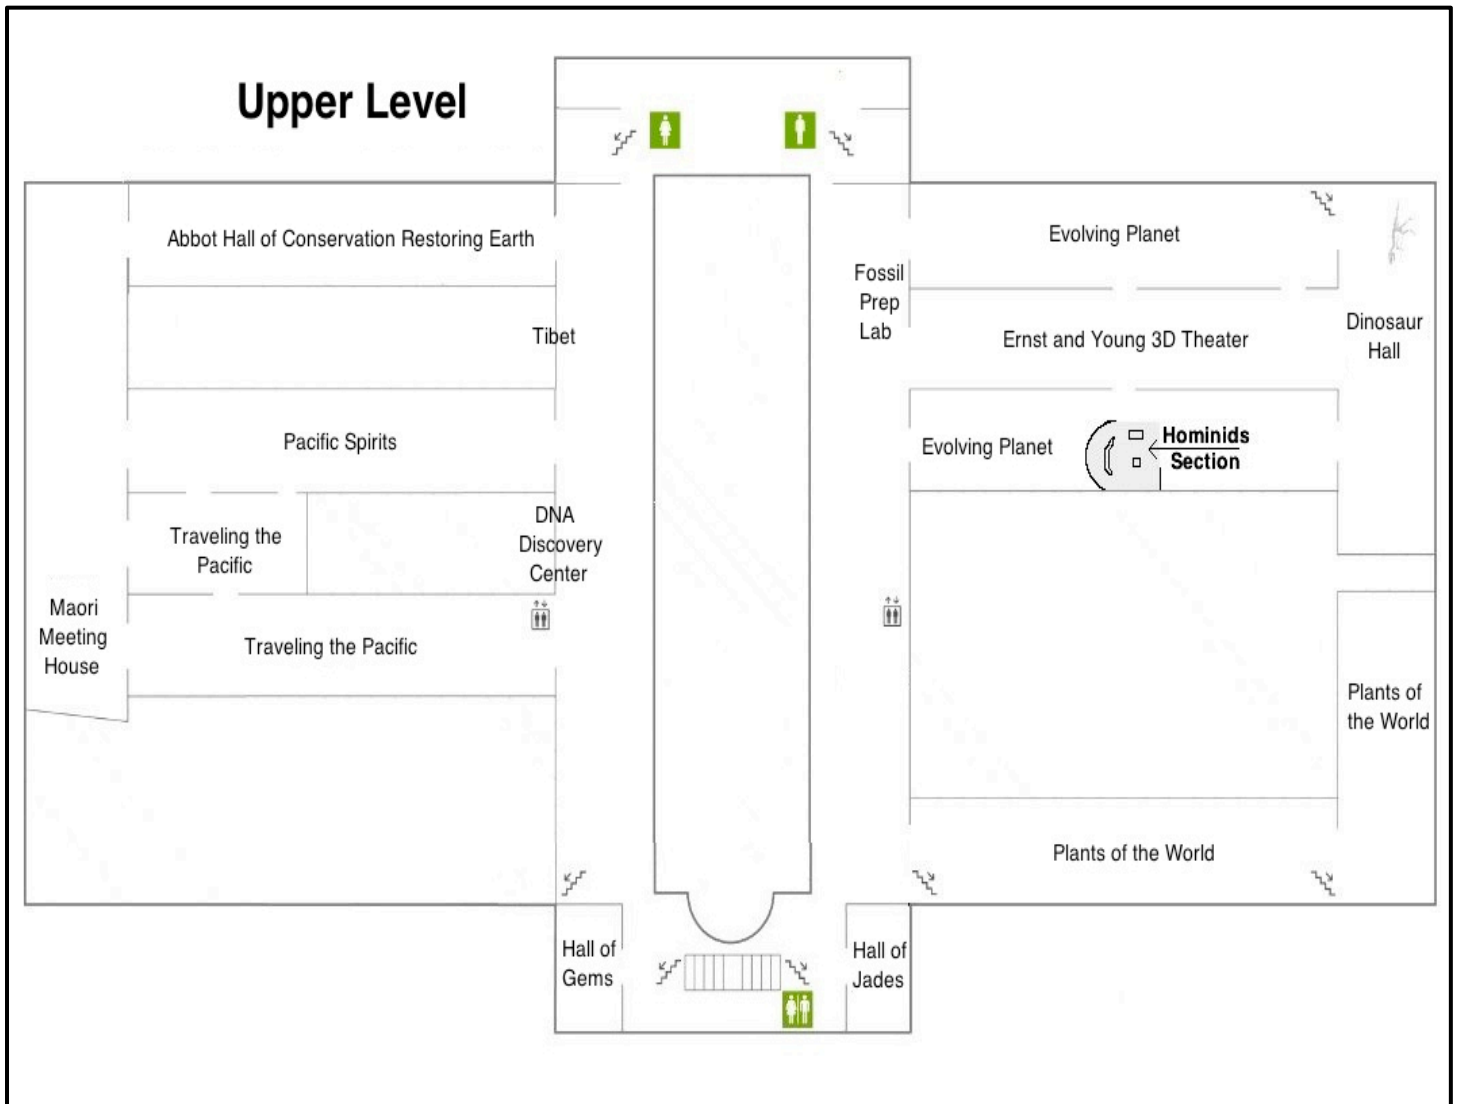 Upper Level
Abbot Hall of Conservation Restoring Earth
Evolving Planet
Fossil
Prep
Lab
Tibet
Ernst and Young 3D Theater
Dinosaur
Hall
Pacific Spirits
Evolving Planet
Hominids
Section
DNA
Discovery
Center
Traveling the
Pacific
Maori
Meeting
House
Traveling the Pacific
Plants of
the World
Plants of the World
Hall of
Gems
Hall of
Jades